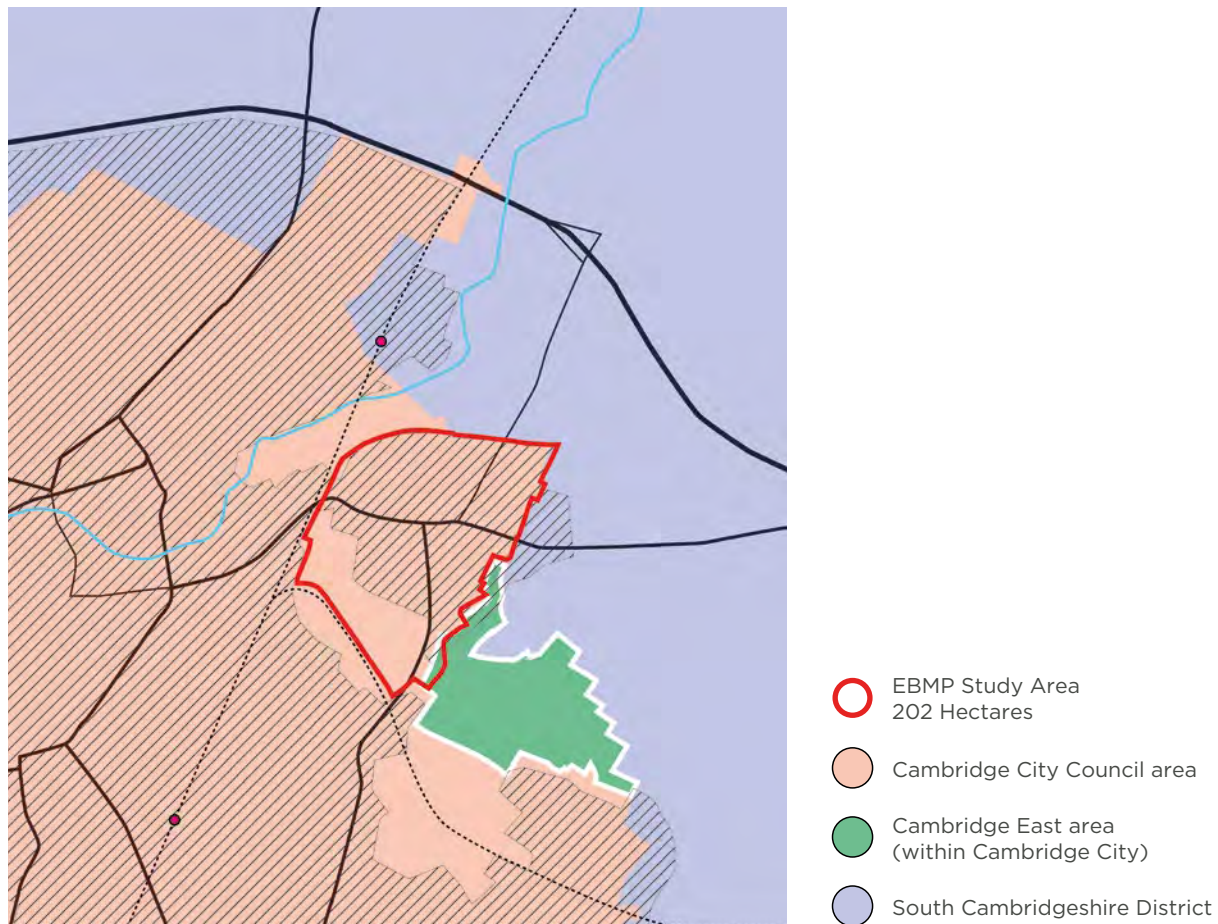 EBMP Study Area
202 Hectares
Cambridge City Council area
Cambridge East area
(within Cambridge City)
South Cambridgeshire District